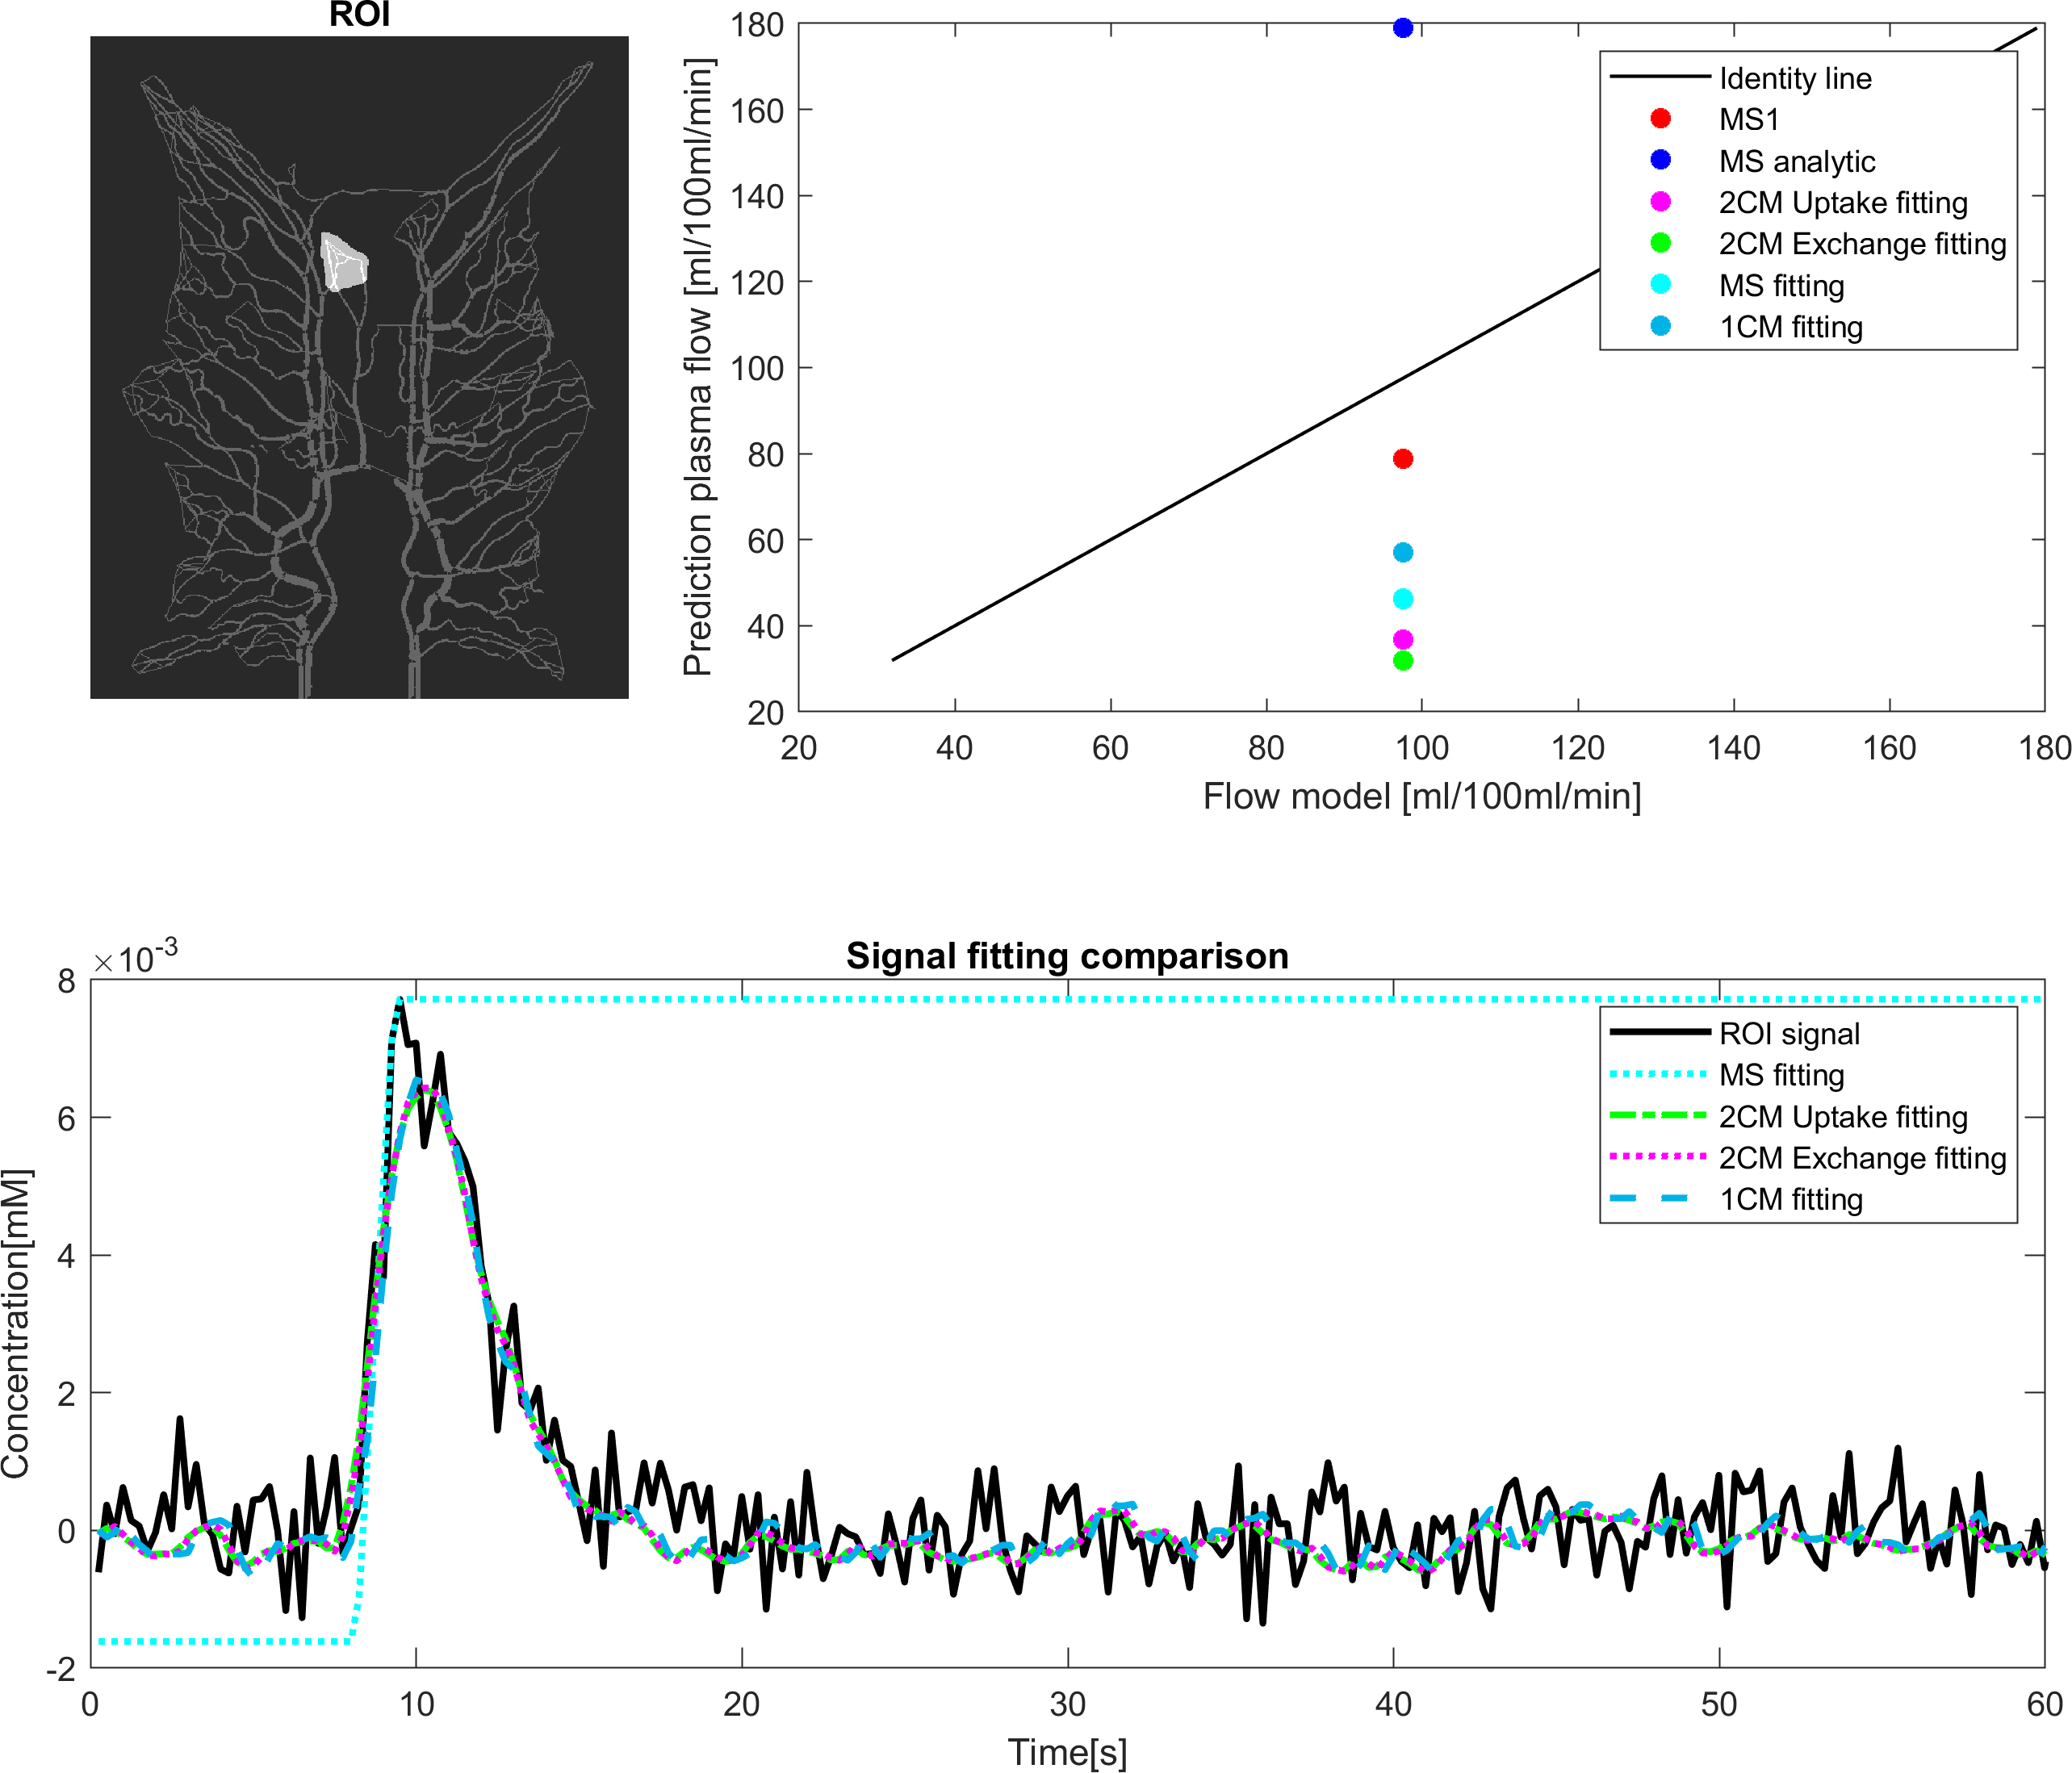 ROI
Prediction plasma flow [ml/100ml/min]
180
160
140
120
100
80
60
40
20
20 40 60 80 100 120 140 160 180
Flow model [ml/100ml/min]
Identity line
MS1
MS analytic
2CM Uptake fitting
2CM Exchange fitting
MS fitting
1CM fitting
Signal fitting comparison
×10-3
Concentration[mM]
8
6
4
2
0
-2
0 10 20 30 40 50 60
Time[s]
ROI signal
MS fitting
2CM Uptake fitting
2CM Exchange fitting
1CM fitting